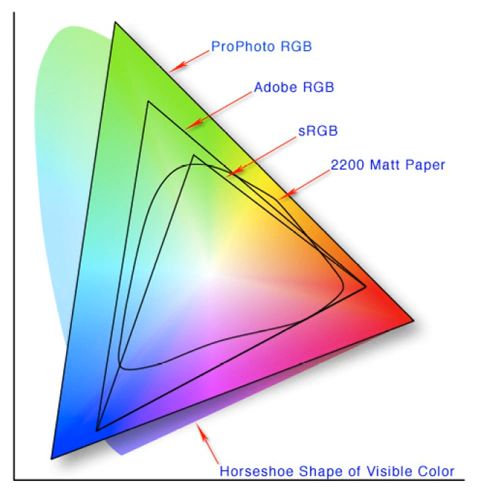 ProPhoto RGB
Adobe RGB
sRGB
2200 Matt Paper
Horseshoe Shape of Visible Color